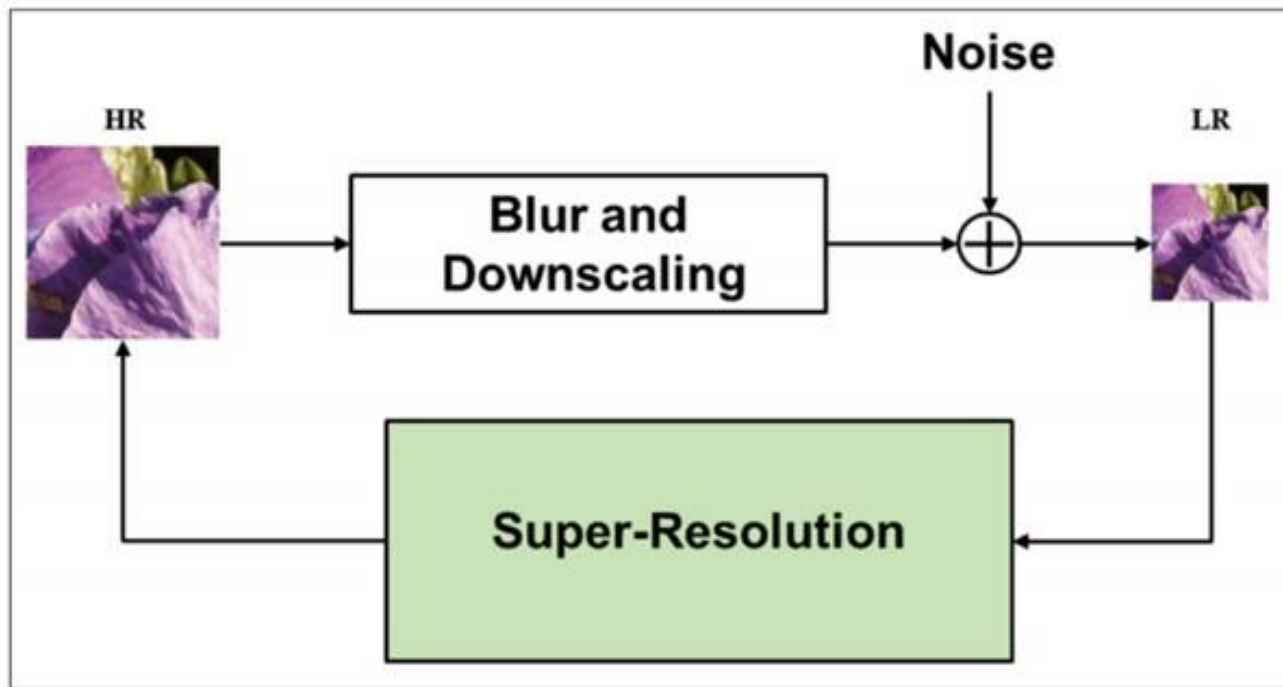 Noise
HR
LR
Blur and
Downscaling
Super-Resolution